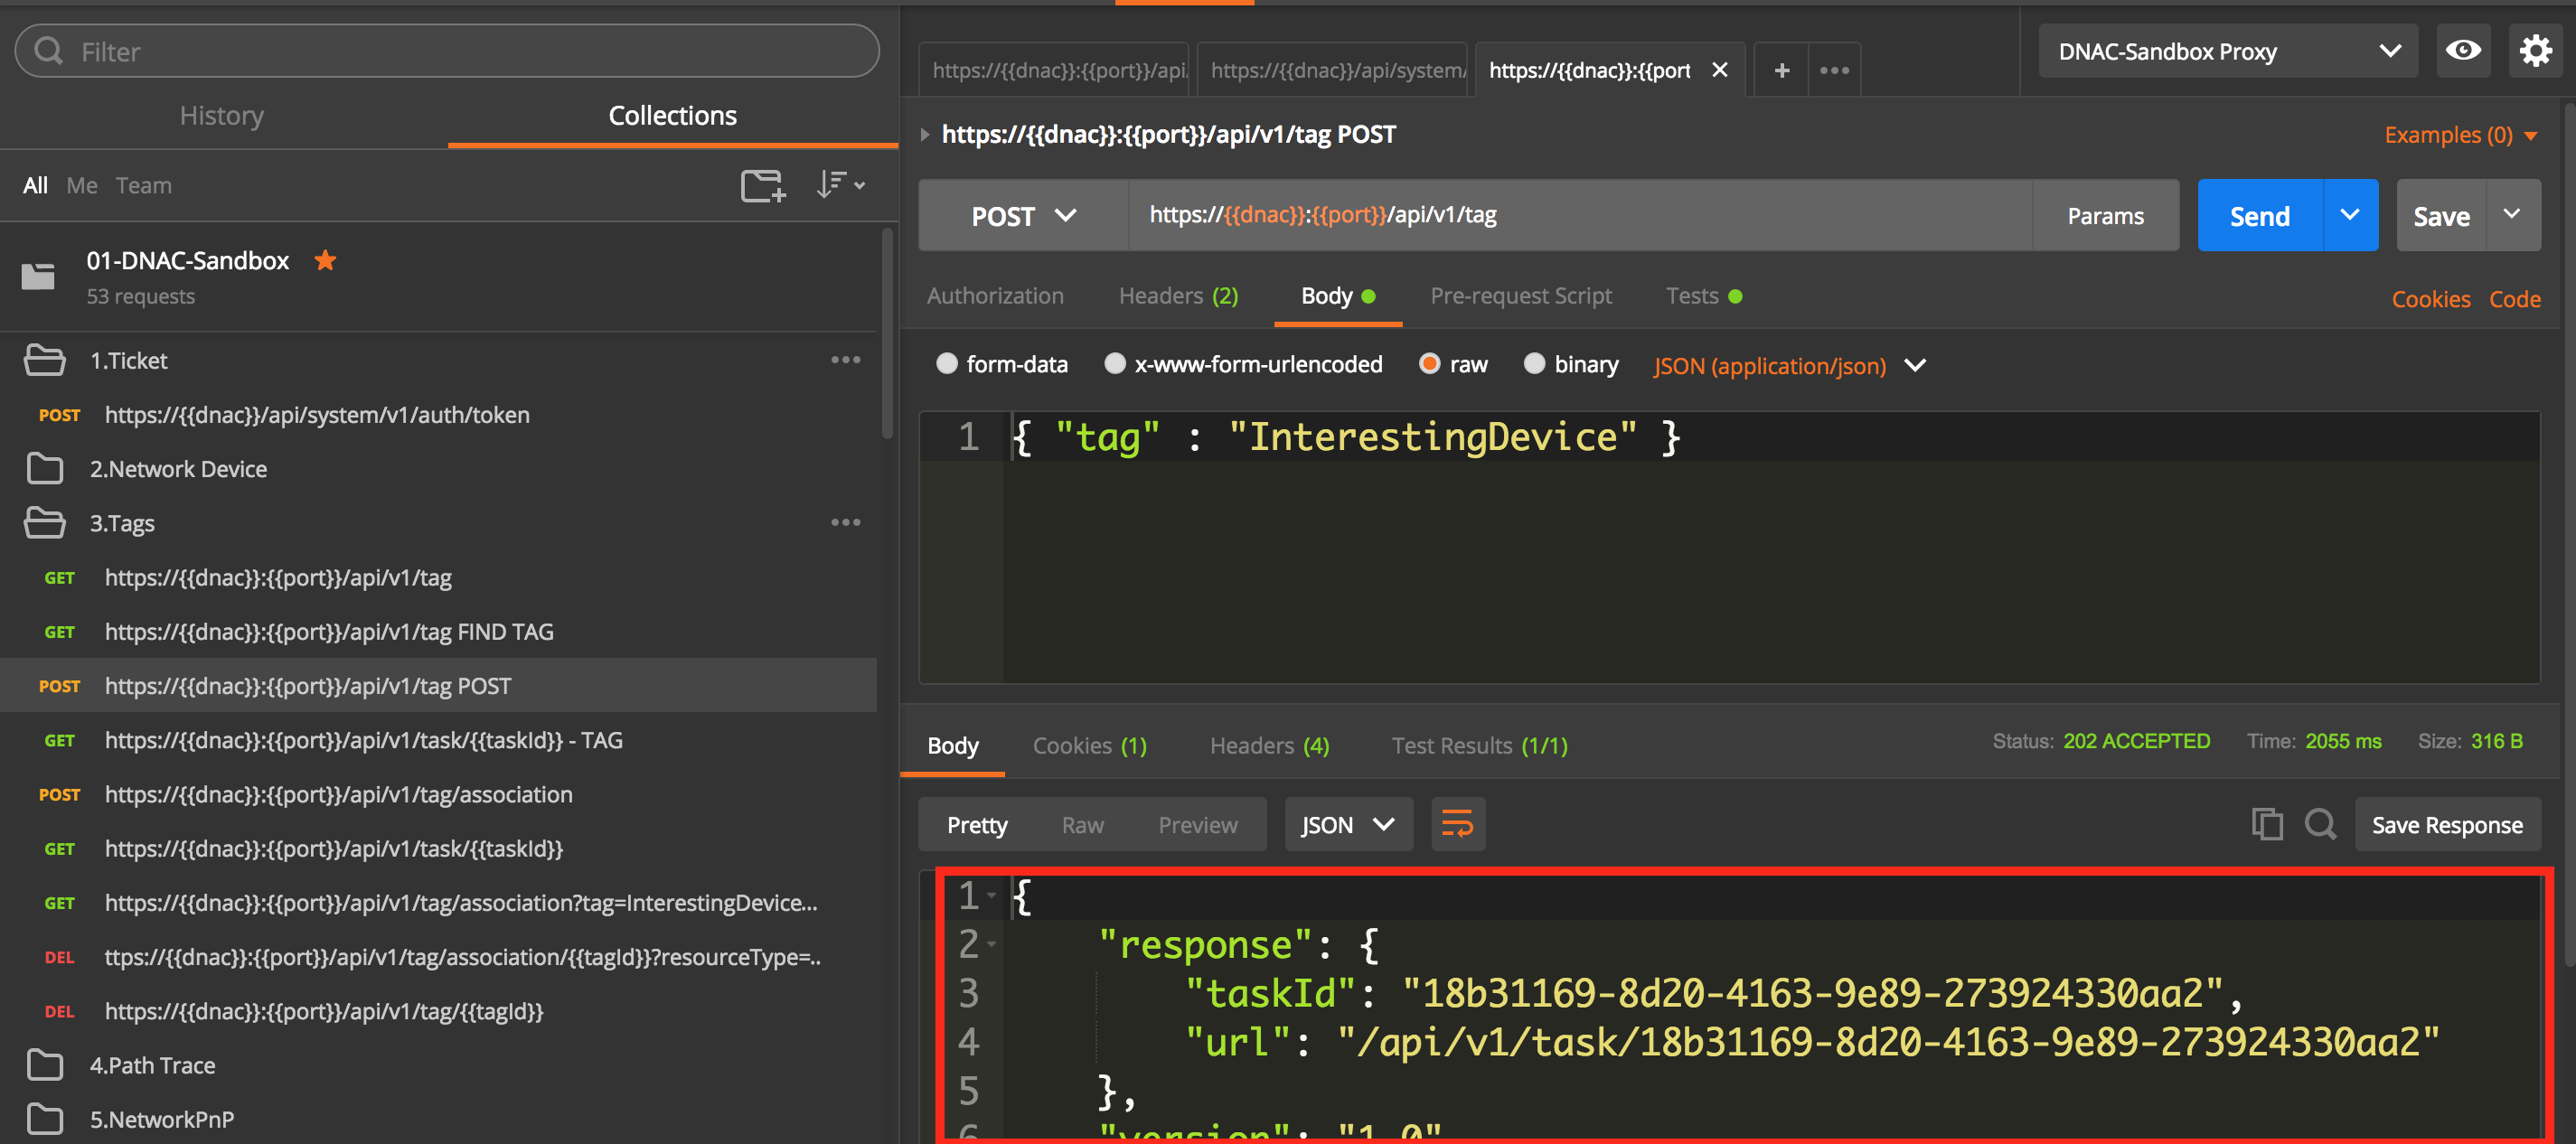 Filter
History Collections
All Me Team
01-DNAC-Sandbox
53 requests
1.Ticket
POST https://{{dnac}}/api/system/v1/auth/token
2.Network Device
3.Tags
GET https://{{dnac}}:{{port}}/api/v1/tag
GET https://{{dnac}}:{{port}}/api/v1/tag FIND TAG
POST https://{{dnac}}:{{port}}/api/v1/tag POST
GET https://{{dnac}}:{{port}}/api/v1/task/{{taskId}} - TAG
POST https://{{dnac}}:{{port}}/api/v1/tag/association
GET https://{{dnac}}:{{port}}/api/v1/task/{{taskId}}
GET https://{{dnac}}:{{port}}/api/v1/tag/association?tag=InterestingDevice...
DEL ttps://{{dnac}}:{{port}}/api/v1/tag/association/{{tagId}}?resourceType=..
DEL https://{{dnac}}:{{port}}/api/v1/tag/{{tagId}}
4.Path Trace
5.NetworkPnP
https://{{dnac}}:{{port}}/api/ https://{{dnac}}/api/system/ https://{{dnac}}:{{port
DNAC-Sandbox Proxy
https://{{dnac}}:{{port}}/api/v1/tag POST
Examples (0)
POST https://{{dnac}}:{{port}}/api/v1/tag Params Send Save
Authorization Headers (2) Body Pre-request Script Tests Cookies Code
form-data x-www-form-urlencoded raw binary JSON (application/json)
1 { "tag" : "InterestingDevice" }
Body Cookies (1) Headers (4) Test Results (1/1) Status: 202 ACCEPTED Time: 2055 ms Size: 316 B
Pretty Raw Preview JSON Save Response
1 {
2 "response": {
3 "taskId": "18b31169-8d20-4163-9e89-273924330aa2",
4 "url": "/api/v1/task/18b31169-8d20-4163-9e89-273924330aa2"
5 },
6 "version": "1.0"